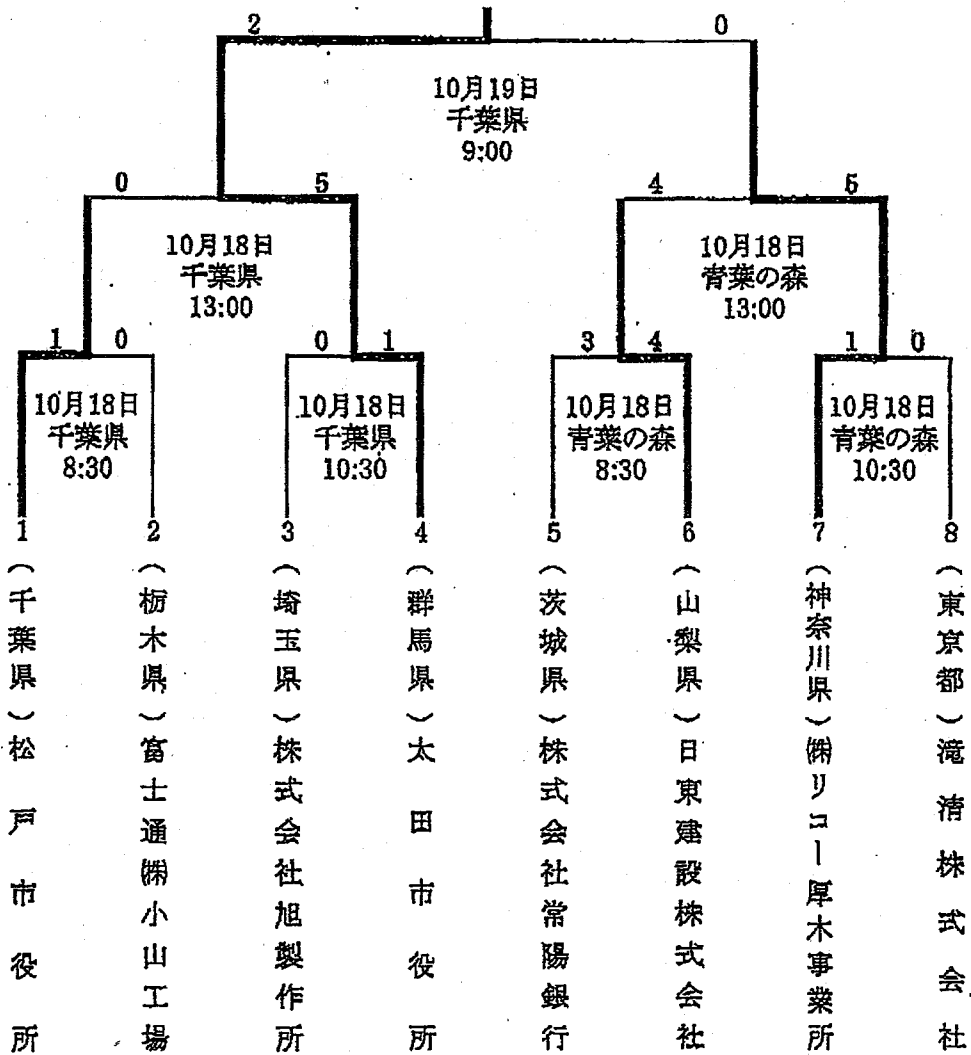 2 0
10月19日
千葉県
9:00
0 5 4 5
10月18日
千葉県
13:00
10月18日
青葉の森
13:00
1 0 0 1 3 4 1 0
10月18日
千葉県
8:30
10月18日
千葉県
10:30
10月18日
青葉の森
8:30
10月18日
青葉の森
10:30
1 2 3 4 5 6 7 8
(千葉県)松戸市役所
(栃木県)富士通㈱小山工場
(埼玉県)株式会社旭製作所
(群馬県)太田市役所
(茨城県)株式会社常陽銀行
(山梨県)日東建設株式会社
(神奈川県)㈱リコー厚木事業所
(東京都)滝清株式会社